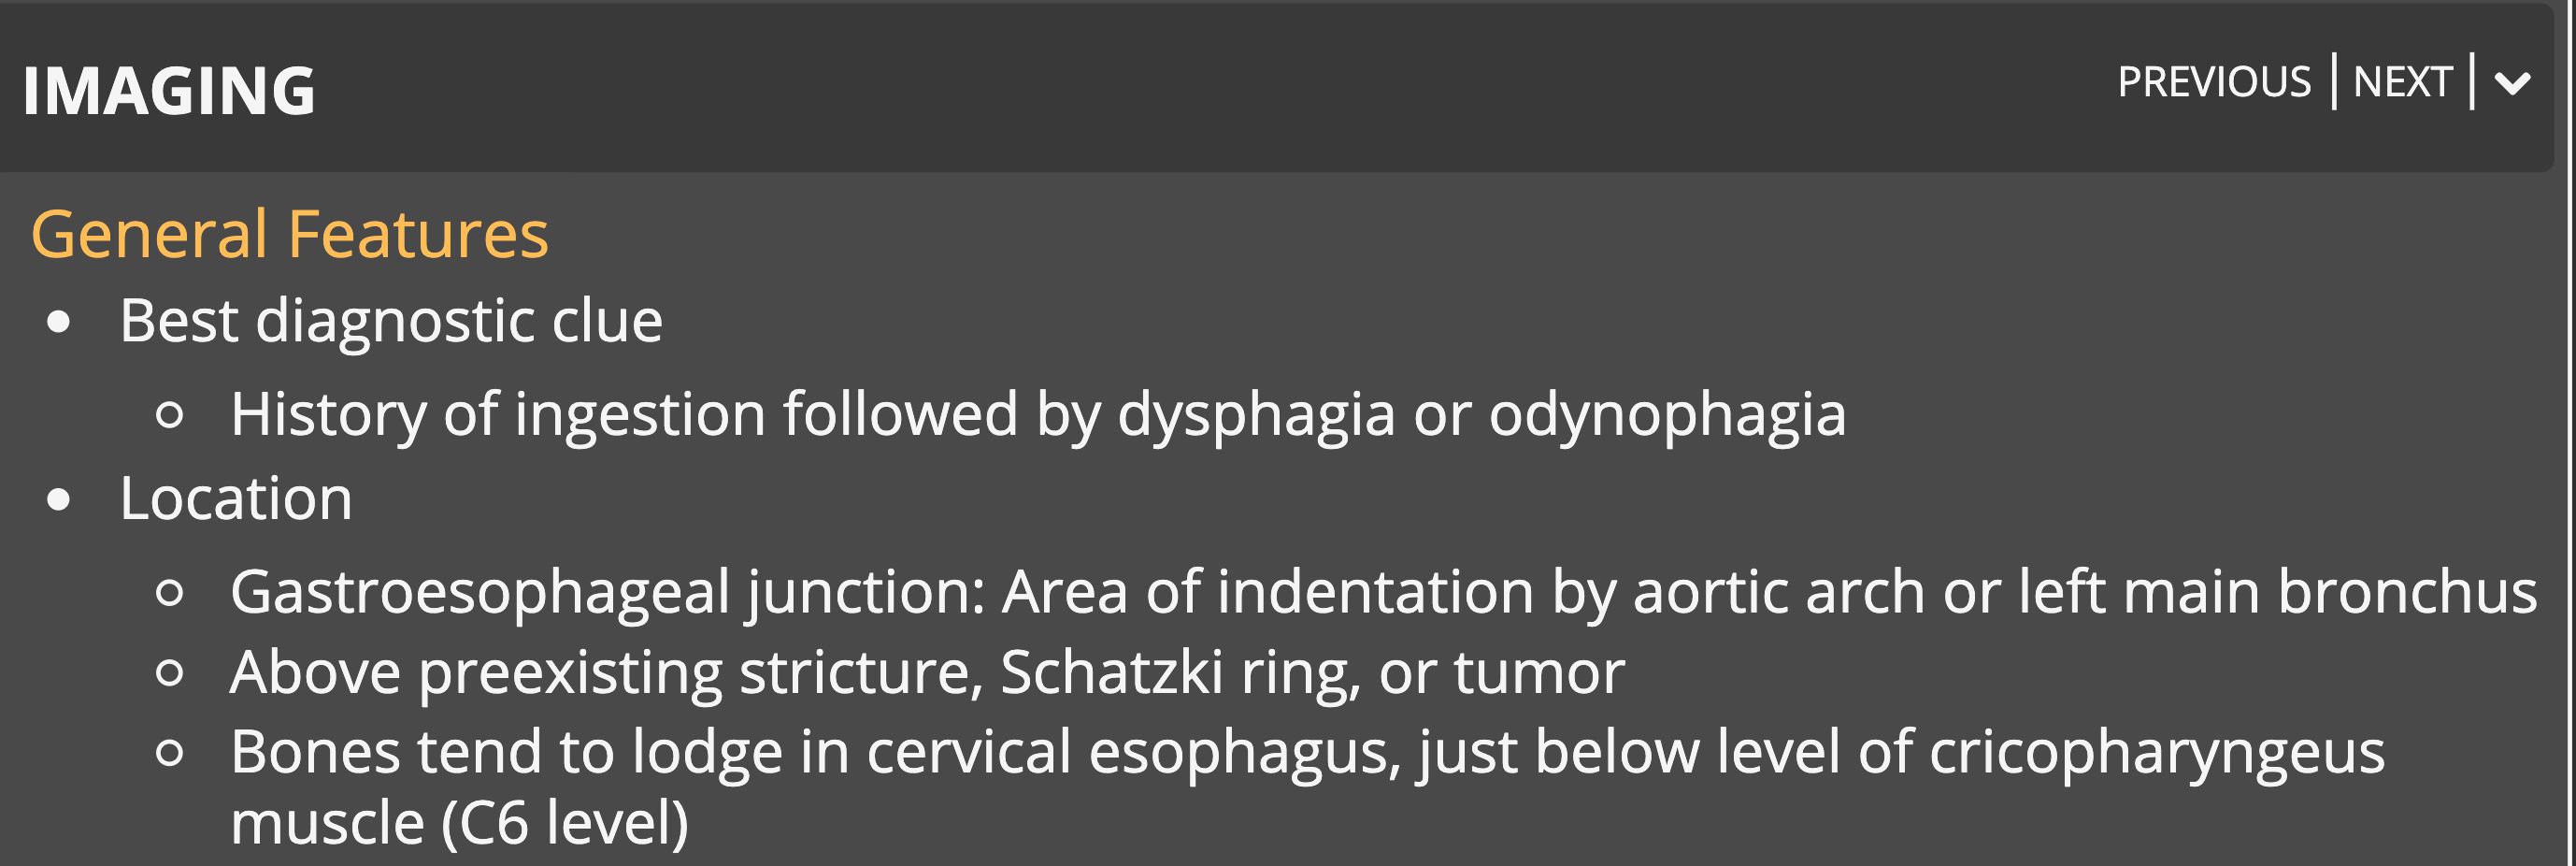 IMAGING
PREVIOUS | NEXT |
General Features
• Best diagnostic clue
○ History of ingestion followed by dysphagia or odynophagia
• Location
○ Gastroesophageal junction: Area of indentation by aortic arch or left main bronchus
○ Above preexisting stricture, Schatzki ring, or tumor
○ Bones tend to lodge in cervical esophagus, just below level of cricopharyngeus
muscle (C6 level)